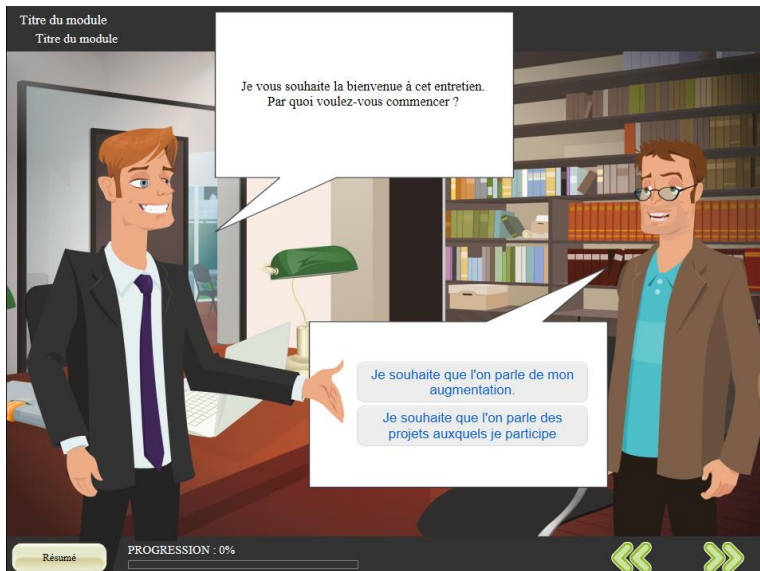 Titre du module
Titre du module
Je vous souhaite la bienvenue à cet entretien.
Par quoi voulez-vous commencer ?
Je souhaite que l'on parle de mon
augmentation.
Je souhaite que l'on parle des
projets auxquels je participe
Résumé
PROGRESSION : 0%